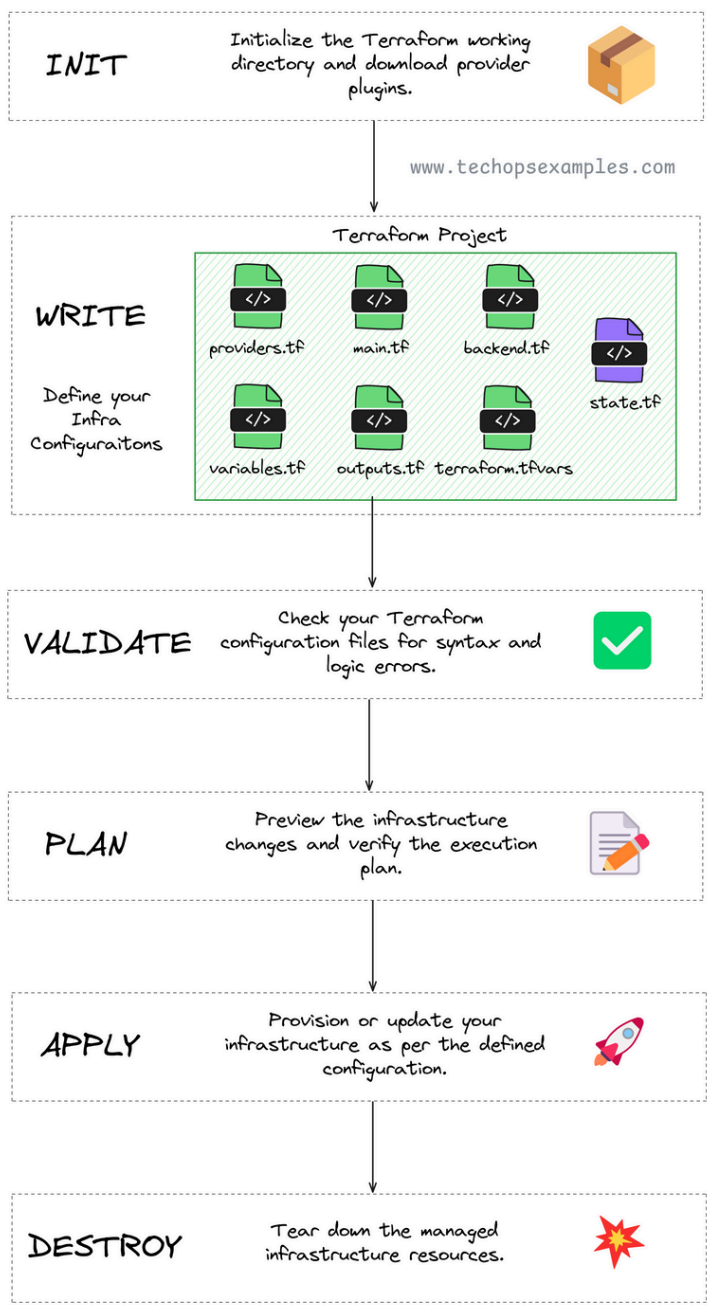 INIT
Initialize the Terraform working
directory and download provider
plugins.
www.techopsexamples.com
Terraform Project
WRITE
Define your
Infra
Configuraitons
</>
</>
</>
providers.tf
main.tf
backend.tf
</>
state.tf
</>
</>
</>
variables.tf
outputs.tf
terraform.tfvars
VALIDATE
Check your Terraform
configuration files for syntax and
logic errors.
PLAN
Preview the infrastructure
changes and verify the execution
plan.
APPLY
Provision or update your
infrastructure as per the defined
configuration.
DESTROY
Tear down the managed
infrastructure resources.